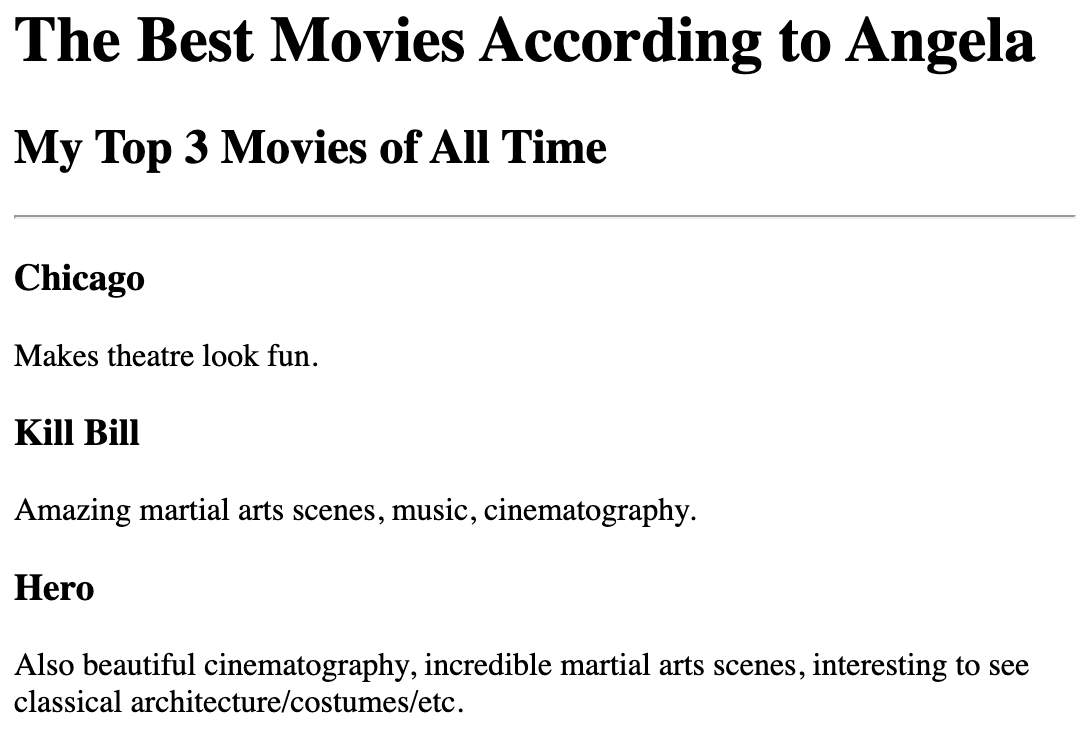 The Best Movies According to Angela
My Top 3 Movies of All Time
Chicago
Makes theatre look fun.
Kill Bill
Amazing martial arts scenes, music, cinematography.
Hero
Also beautiful cinematography, incredible martial arts scenes, interesting to see
classical architecture/costumes/etc.